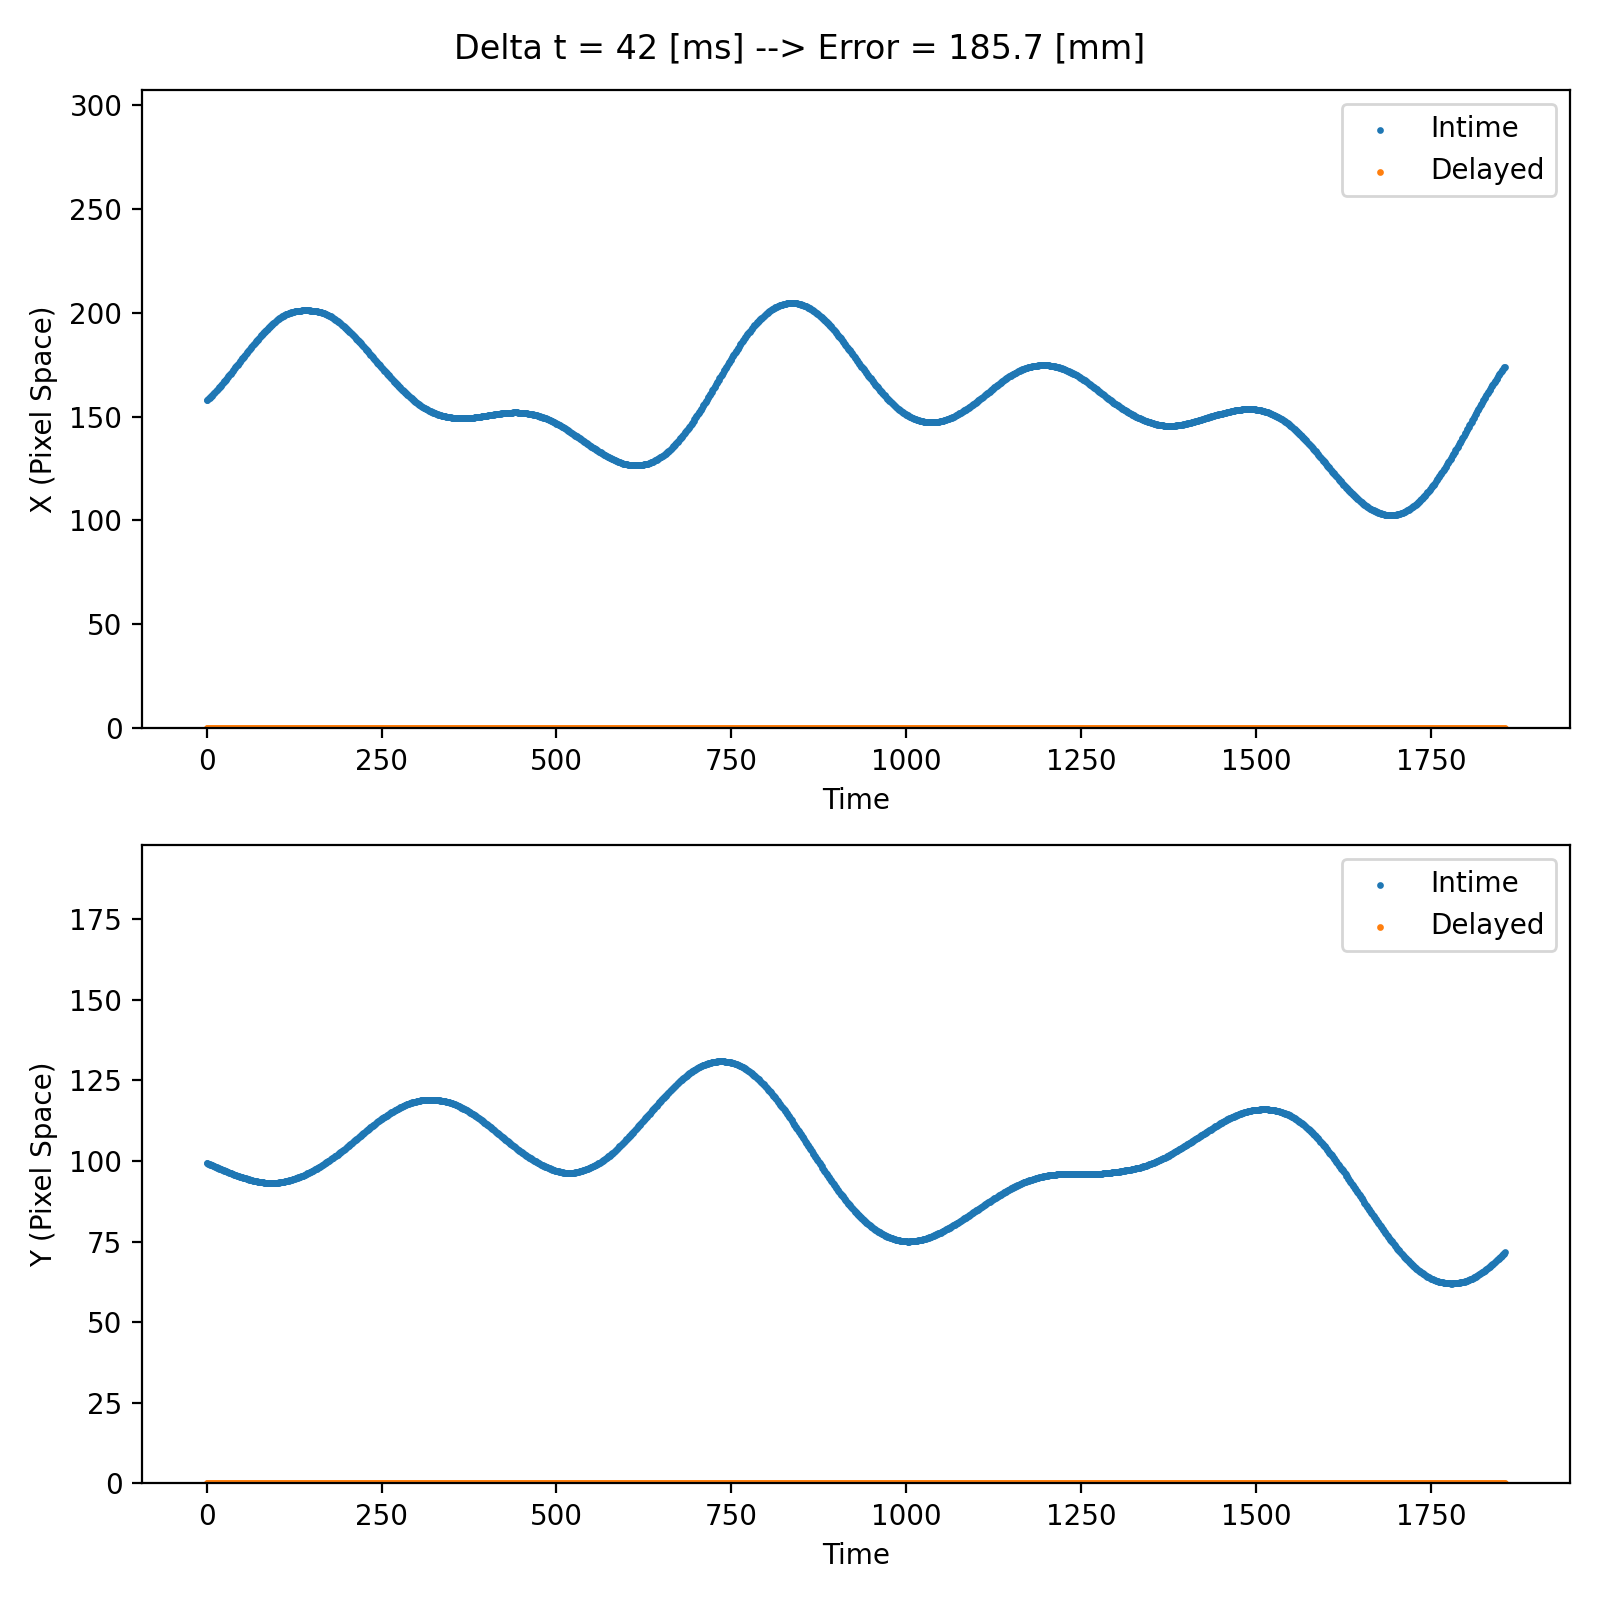 Delta t = 42 [ms] --> Error = 185.7 [mm]
300
250
200
150
100
50
0
X (Pixel Space)
Intime
Delayed
0 250 500 750 1000 1250 1500 1750
Time
175
150
125
100
75
50
25
0
Y (Pixel Space)
Intime
Delayed
0 250 500 750 1000 1250 1500 1750
Time